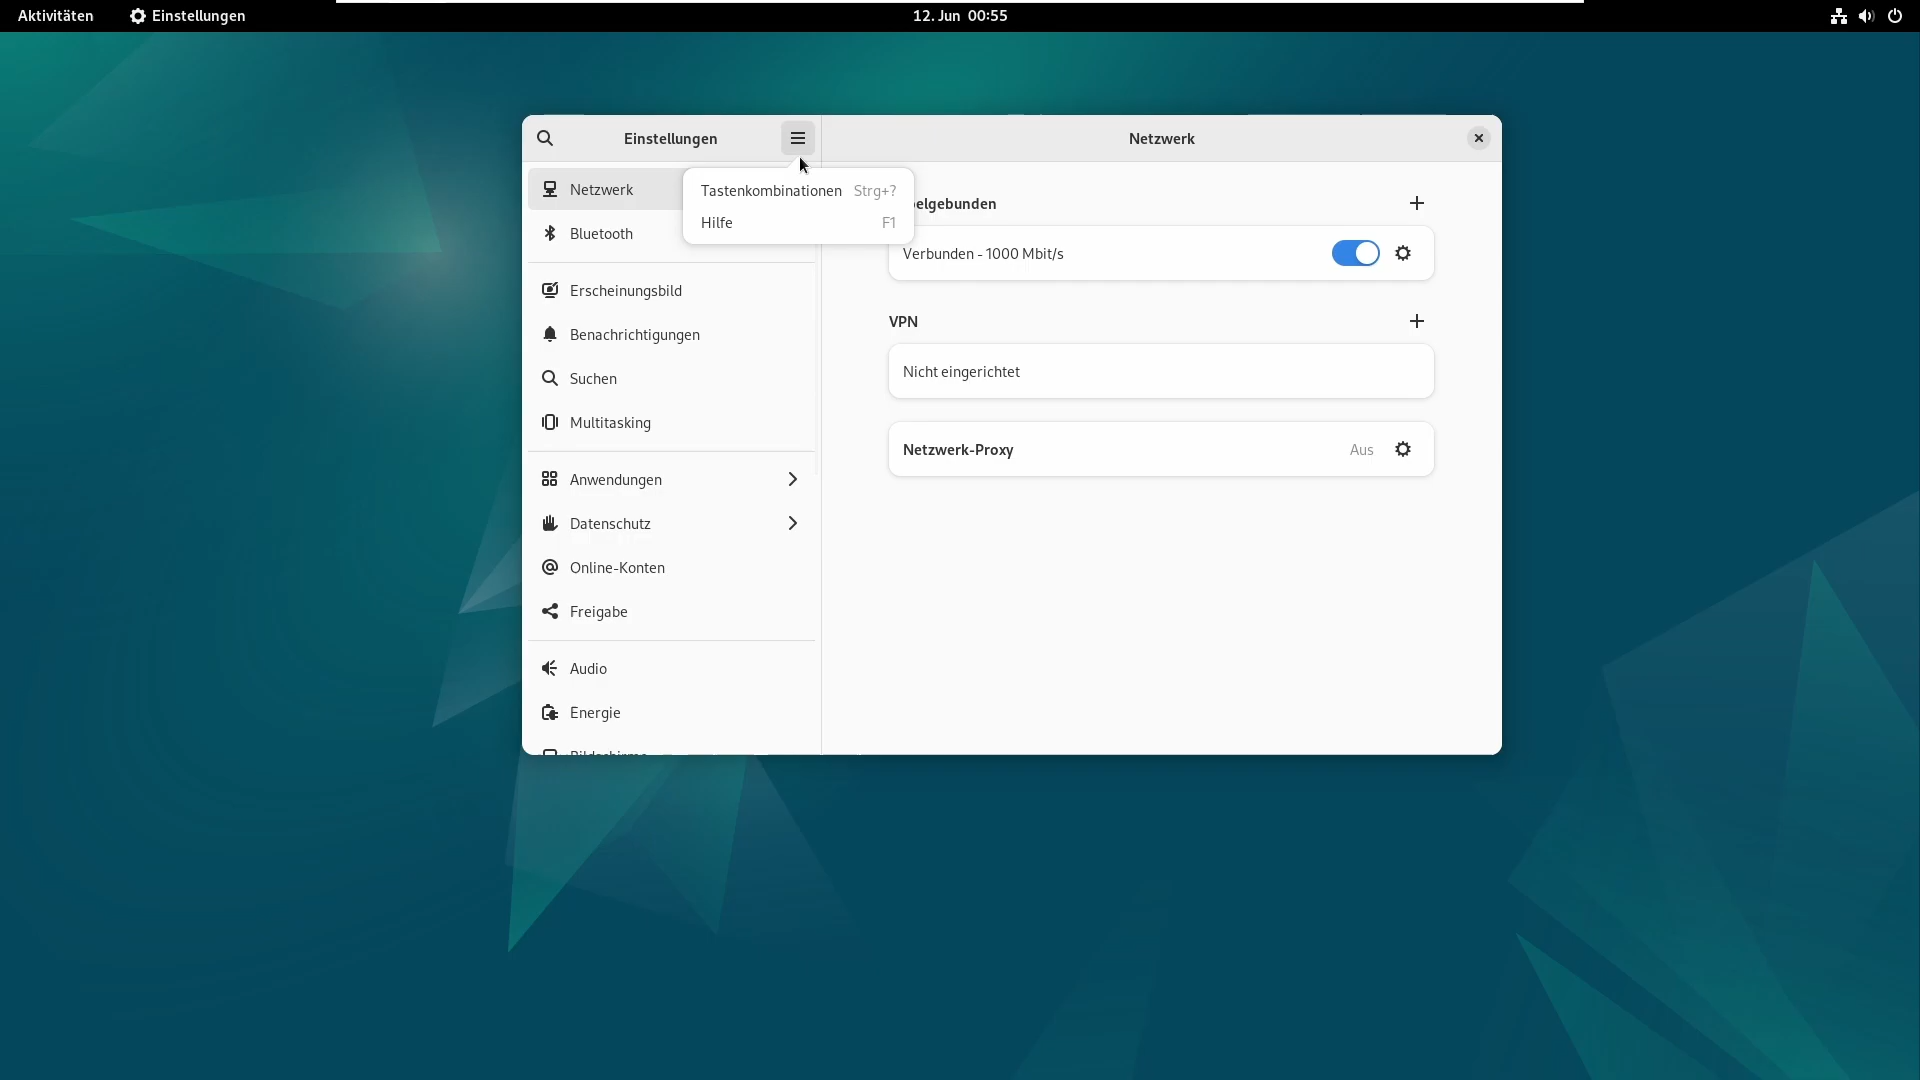 Aktivitäten Einstellungen 12. Jun 00:55
Einstellungen
Netzwerk
Netzwerk
Bluetooth
Erscheinungsbild
Benachrichtigungen
Suchen
Multitasking
Anwendungen
Datenschutz
Online-Konten
Freigabe
Audio
Energie
Tastenkombinationen Strg+?
Hilfe F1
elgebunden
Verbunden - 1000 Mbit/s
VPN
Nicht eingerichtet
Netzwerk-Proxy Aus